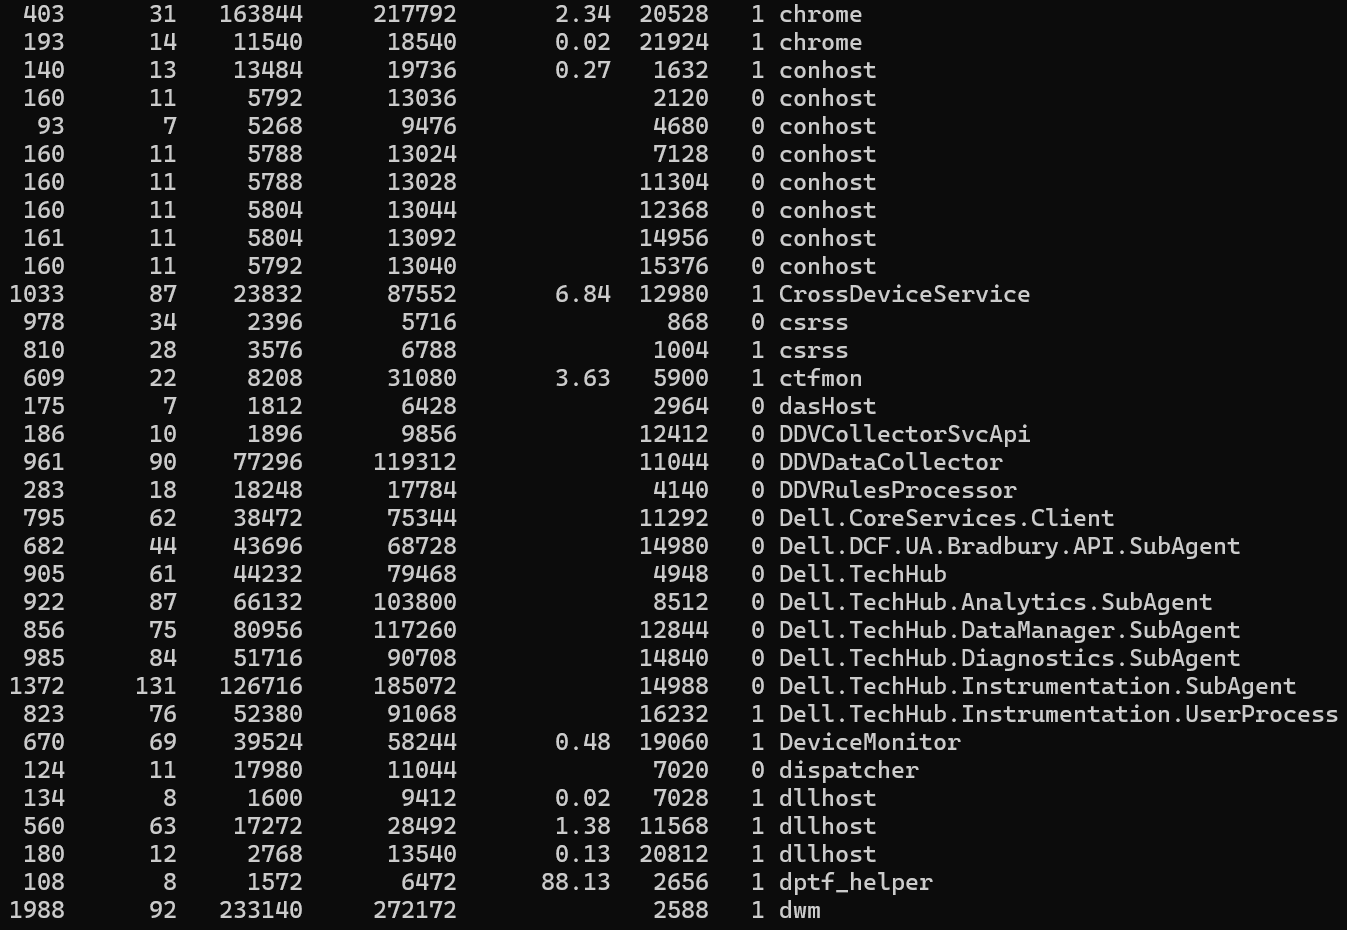 403 31 163844 217792 2.34 20528 1 chrome
193 14 11540 18540 0.02 21924 1 chrome
140 13 13484 19736 0.27 1632 1 conhost
160 11 5792 13036 2120 0 conhost
93 7 5268 9476 4680 0 conhost
160 11 5788 13024 7128 0 conhost
160 11 5788 13028 11304 0 conhost
160 11 5804 13044 12368 0 conhost
161 11 5804 13092 14956 0 conhost
160 11 5792 13040 15376 0 conhost
1033 87 23832 87552 6.84 12980 1 CrossDeviceService
978 34 2396 5716 868 0 csrss
810 28 3576 6788 1004 1 csrss
609 22 8208 31080 3.63 5900 1 ctfmon
175 7 1812 6428 2964 0 dasHost
186 10 1896 9856 12412 0 DDVCollectorSvcApi
961 90 77296 119312 11044 0 DDVDataCollector
283 18 18248 17784 4140 0 DDVRulesProcessor
795 62 38472 75344 11292 0 Dell.CoreServices.Client
682 44 43696 68728 14980 0 Dell.DCF.UA.Bradbury.API.SubAgent
905 61 44232 79468 4948 0 Dell.TechHub
922 87 66132 103800 8512 0 Dell.TechHub.Analytics.SubAgent
856 75 80956 117260 12844 0 Dell.TechHub.DataManager.SubAgent
985 84 51716 90708 14840 0 Dell.TechHub.Diagnostics.SubAgent
1372 131 126716 185072 14988 0 Dell.TechHub.Instrumentation.SubAgent
823 76 52380 91068 16232 1 Dell.TechHub.Instrumentation.UserProcess
670 69 39524 58244 0.48 19060 1 DeviceMonitor
124 11 17980 11044 7020 0 dispatcher
134 8 1600 9412 0.02 7028 1 dllhost
560 63 17272 28492 1.38 11568 1 dllhost
180 12 2768 13540 0.13 20812 1 dllhost
108 8 1572 6472 88.13 2656 1 dptf_helper
1988 92 233140 272172 2588 1 dwm